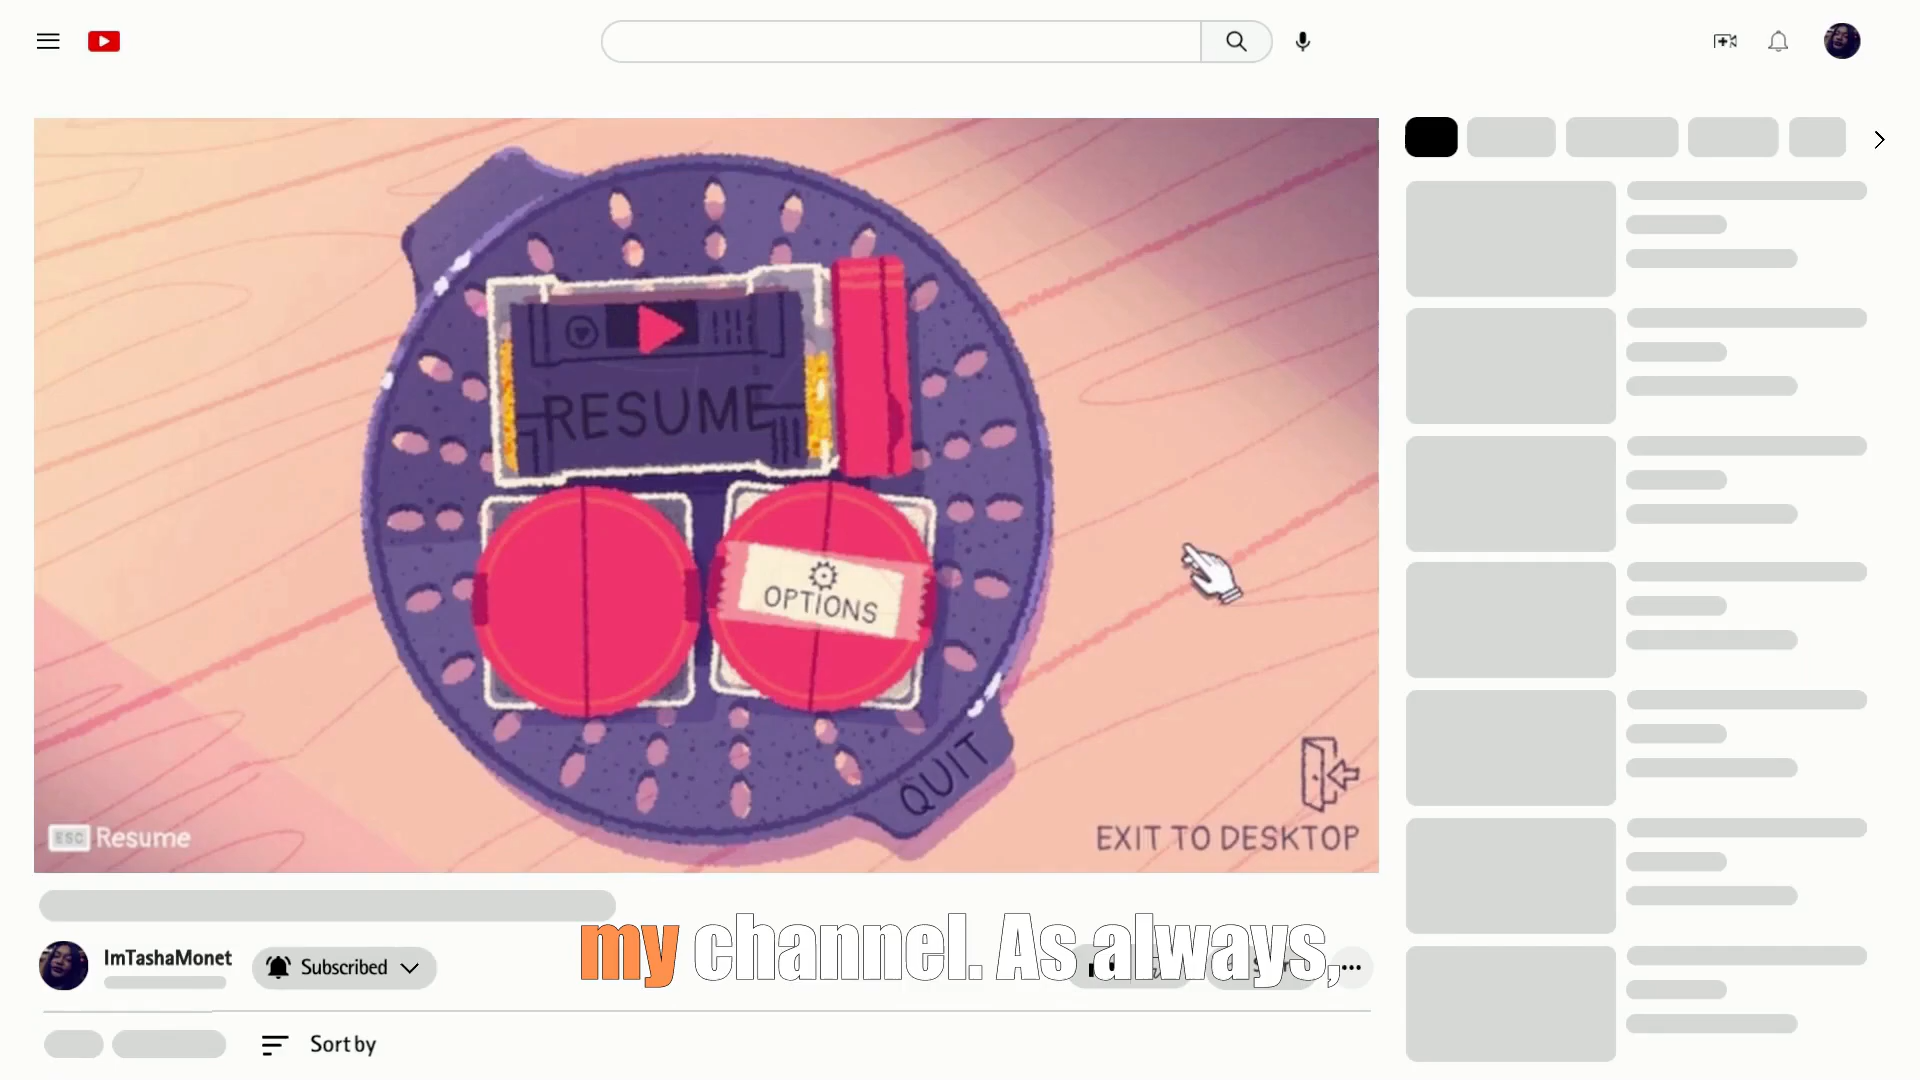 RESUME
OPTIONS
QUIT
ESC Resume
EXIT TO DESKTOP
my channel. As always,
ImTashaMonet
Subscribed
Sort by